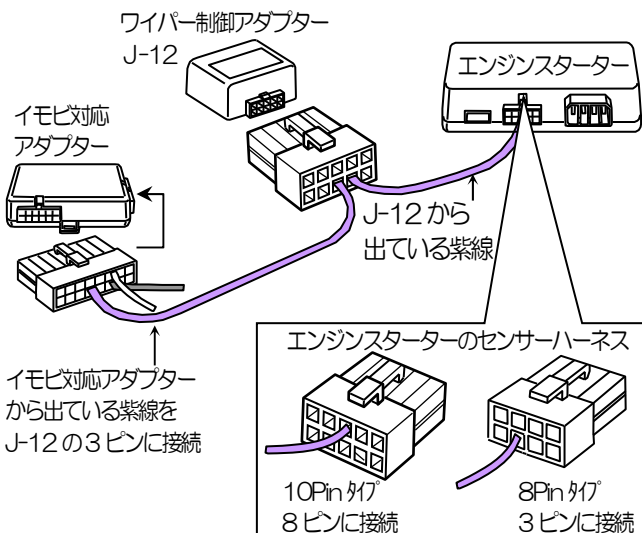 ワイパー制御アダプター
J-12
エンジンスターター
イモビ対応
アダプター
J-12から
出ている紫線
イモビ対応アダプター
から出ている紫線を
J-12の3ピンに接続
エンジンスターターのセンサーハーネス
10Pinタイプ
8ピンに接続
8Pinタイプ
3ピンに接続